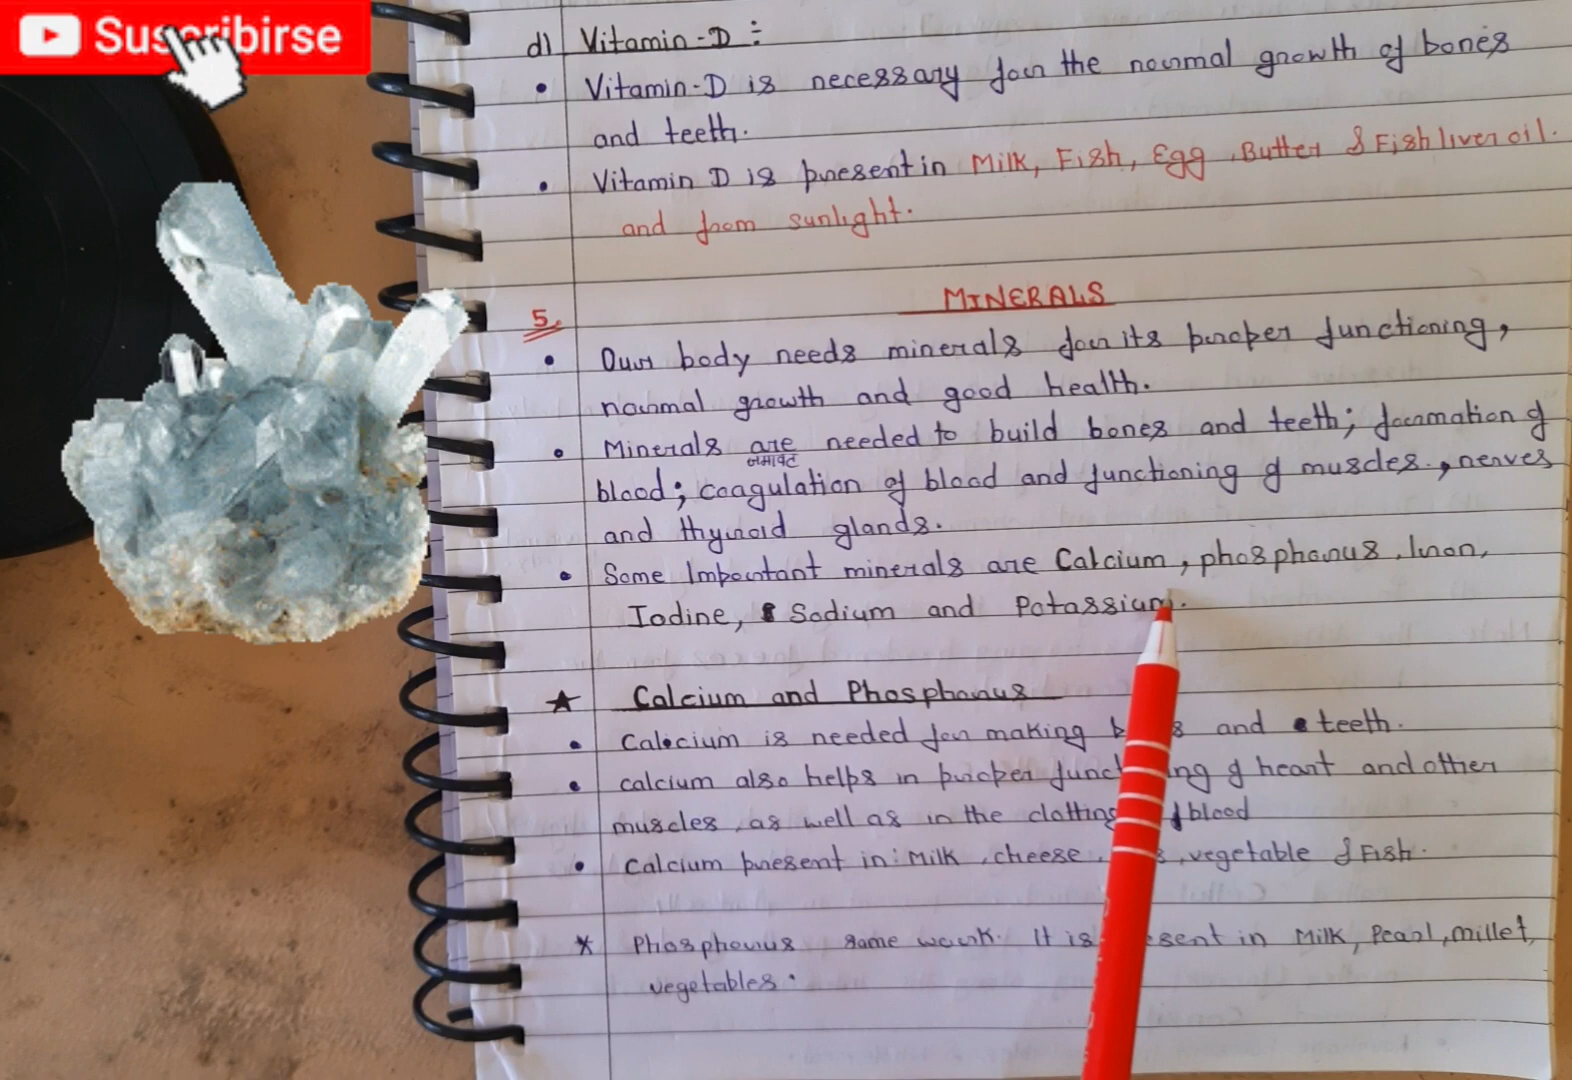 Suscribirse
d) Vitamin-D :
• Vitamin-D is necessary for the normal growth of bones
and teeth.
• Vitamin D is present in Milk, Fish, Egg, Butter & Fish liver oil.
and from sunlight.
5. MINERALS
• Our body needs minerals for its proper functioning,
normal growth and good health.
• Minerals are needed to build bones and teeth; formation of
जमावट
blood; coagulation of blood and functioning of muscles, nerves
and thyroid glands.
• Some Important minerals are Calcium, phosphorus, Iron,
Iodine, Sodium and Potassium.
★ Calcium and Phosphorus
• Calcium is needed for making and teeth.
• calcium also helps in proper of heart and other
muscles, as well as in the clotting of blood
• Calcium present in: Milk, cheese, , vegetable & Fish.
* Phosphorus same work. It is in Milk, Pearl, millet,
vegetables.